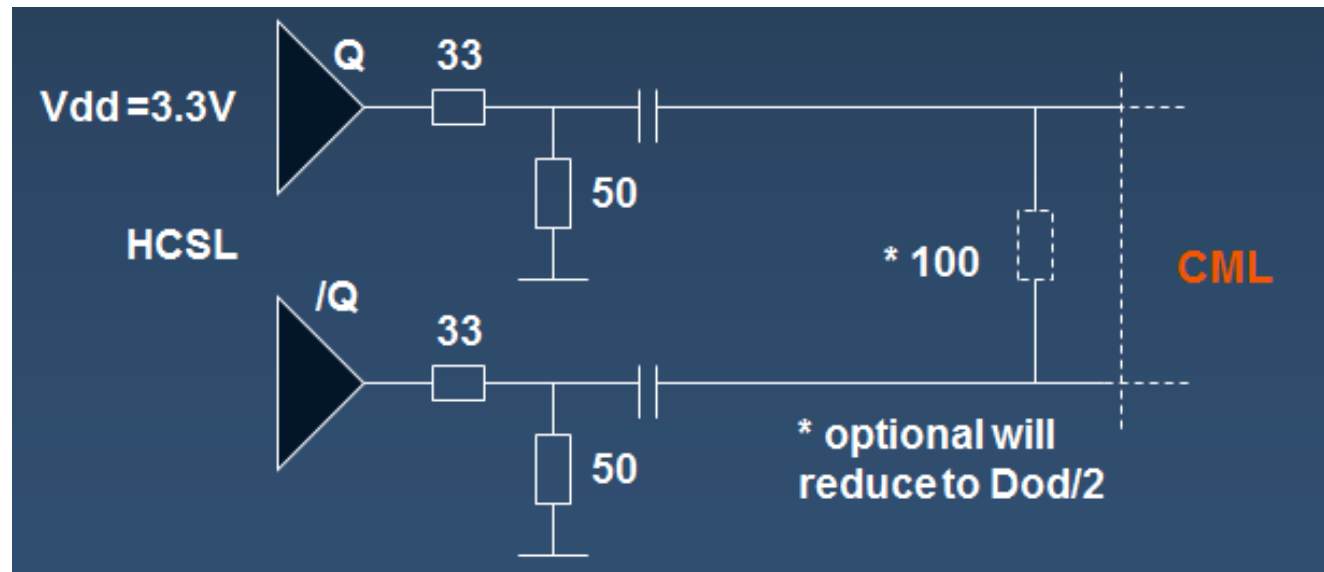 Q
33
Vdd =3.3V
50
HCSL
* 100
CML
/Q
33
50
* optional will
reduce to Dod/2